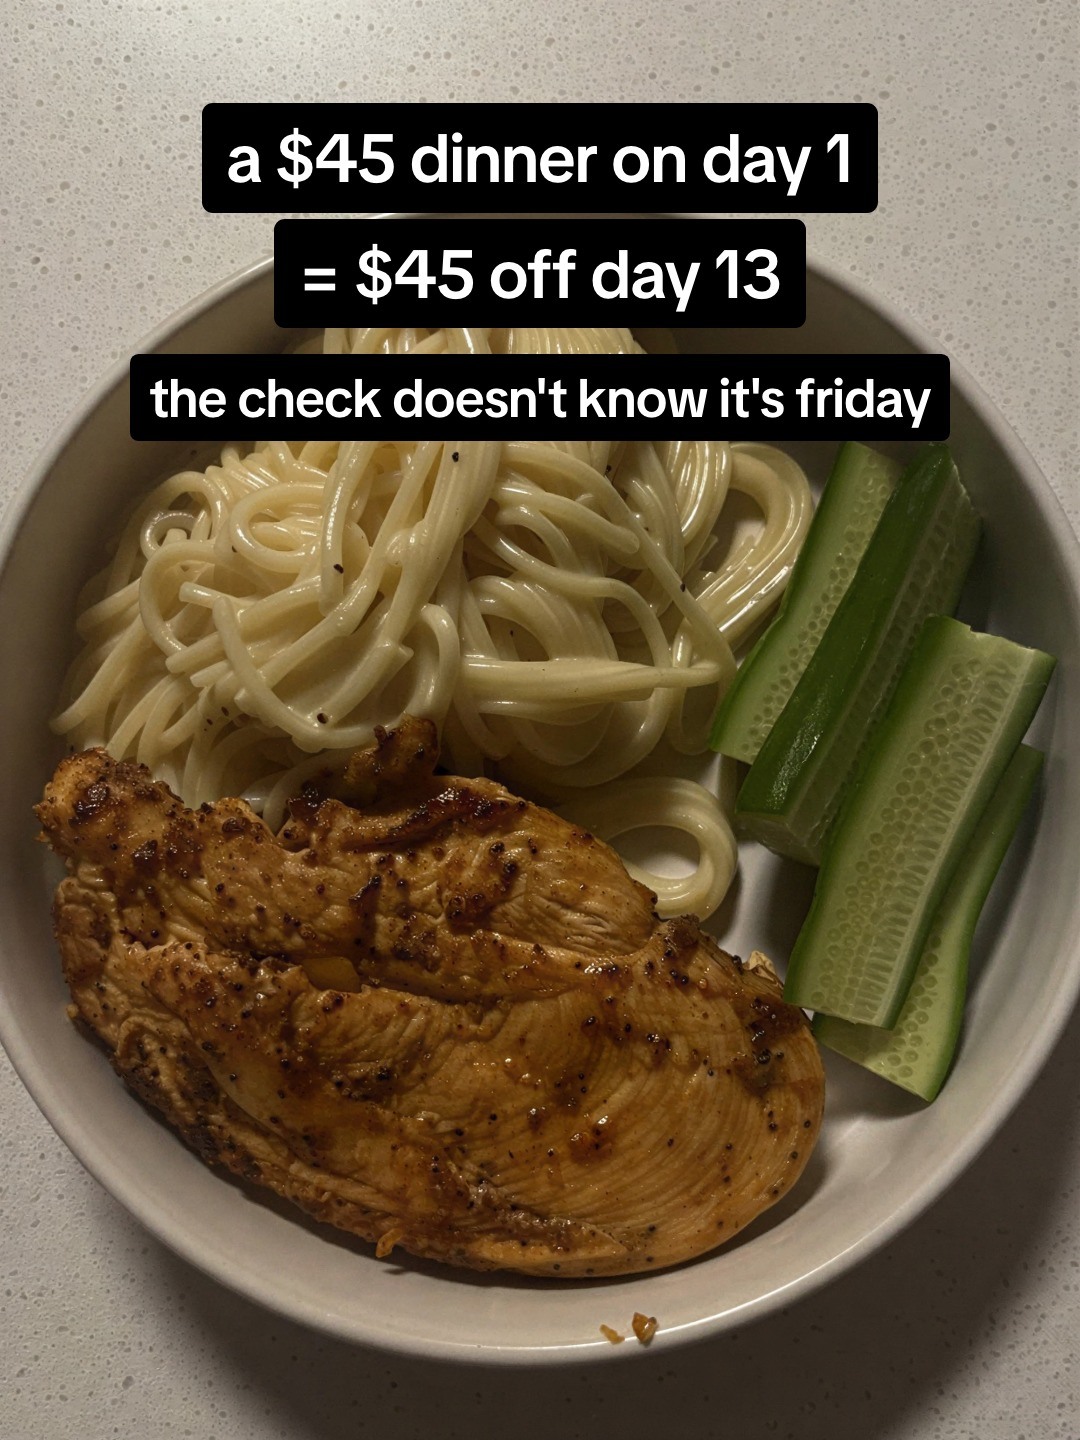 a $45 dinner on day 1
= $45 off day 13
the check doesn't know it's friday